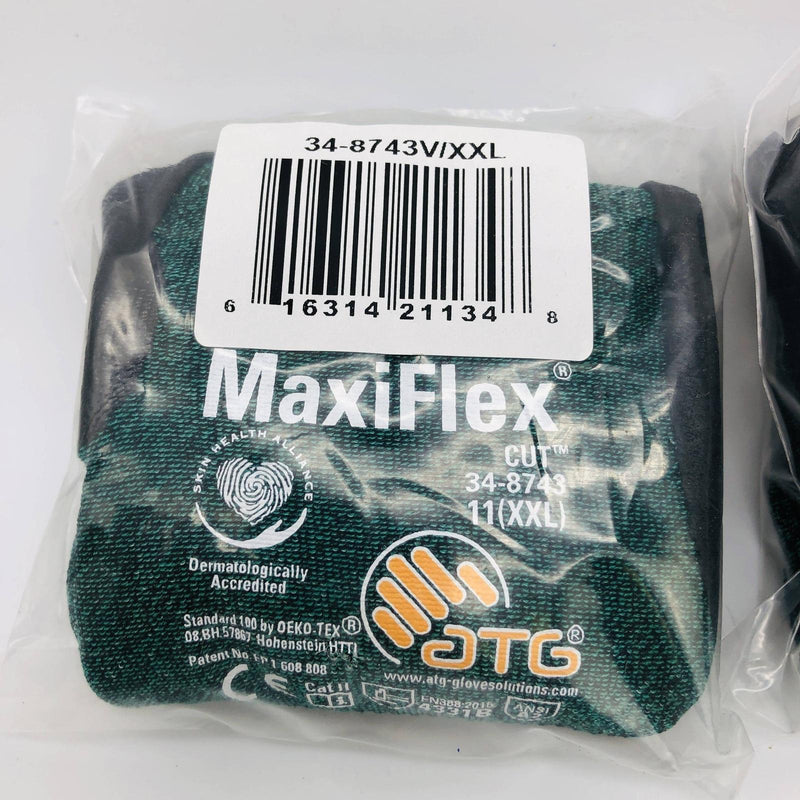 34-8743V/XXL
6 16314 21134 8
MaxiFlex®
CUT™
34-8743
11(XXL)
SKIN HEALTH ALLIANCE
Dermatologically
Accredited
Standard 100 by OEKO-TEX®
08.BH.57867 Hohenstein HTTI
Patent No. EP 1 608 808
ATG®
www.atg-glovesolutions.com
CE Cat II
EN388:2016
4331B
ANSI